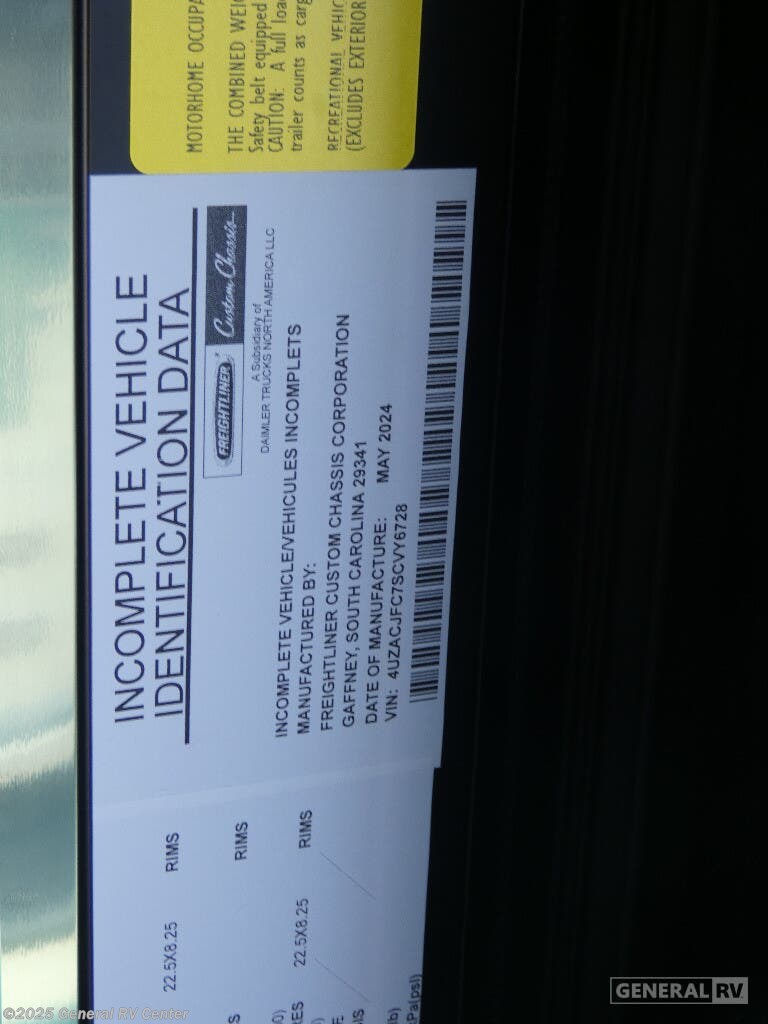 MOTORHOME OCCUPA
THE COMBINED WEI
Safety belt equipped
CAUTION: A full loa
trailer counts as carg
RECREATIONAL VEHIC
(EXCLUDES EXTERIOR
INCOMPLETE VEHICLE
IDENTIFICATION DATA
FREIGHTLINER Custom Chassis
A Subsidiary of
DAIMLER TRUCKS NORTH AMERICA LLC
INCOMPLETE VEHICLE/VEHICULES INCOMPLETS
MANUFACTURED BY:
FREIGHTLINER CUSTOM CHASSIS CORPORATION
GAFFNEY, SOUTH CAROLINA 29341
DATE OF MANUFACTURE: MAY 2024
VIN: 4UZACJFC7SCVY6728
22.5X8.25 RIMS
RIMS
22.5X8.25 RIMS
©2025 General RV Center
GENERAL RV